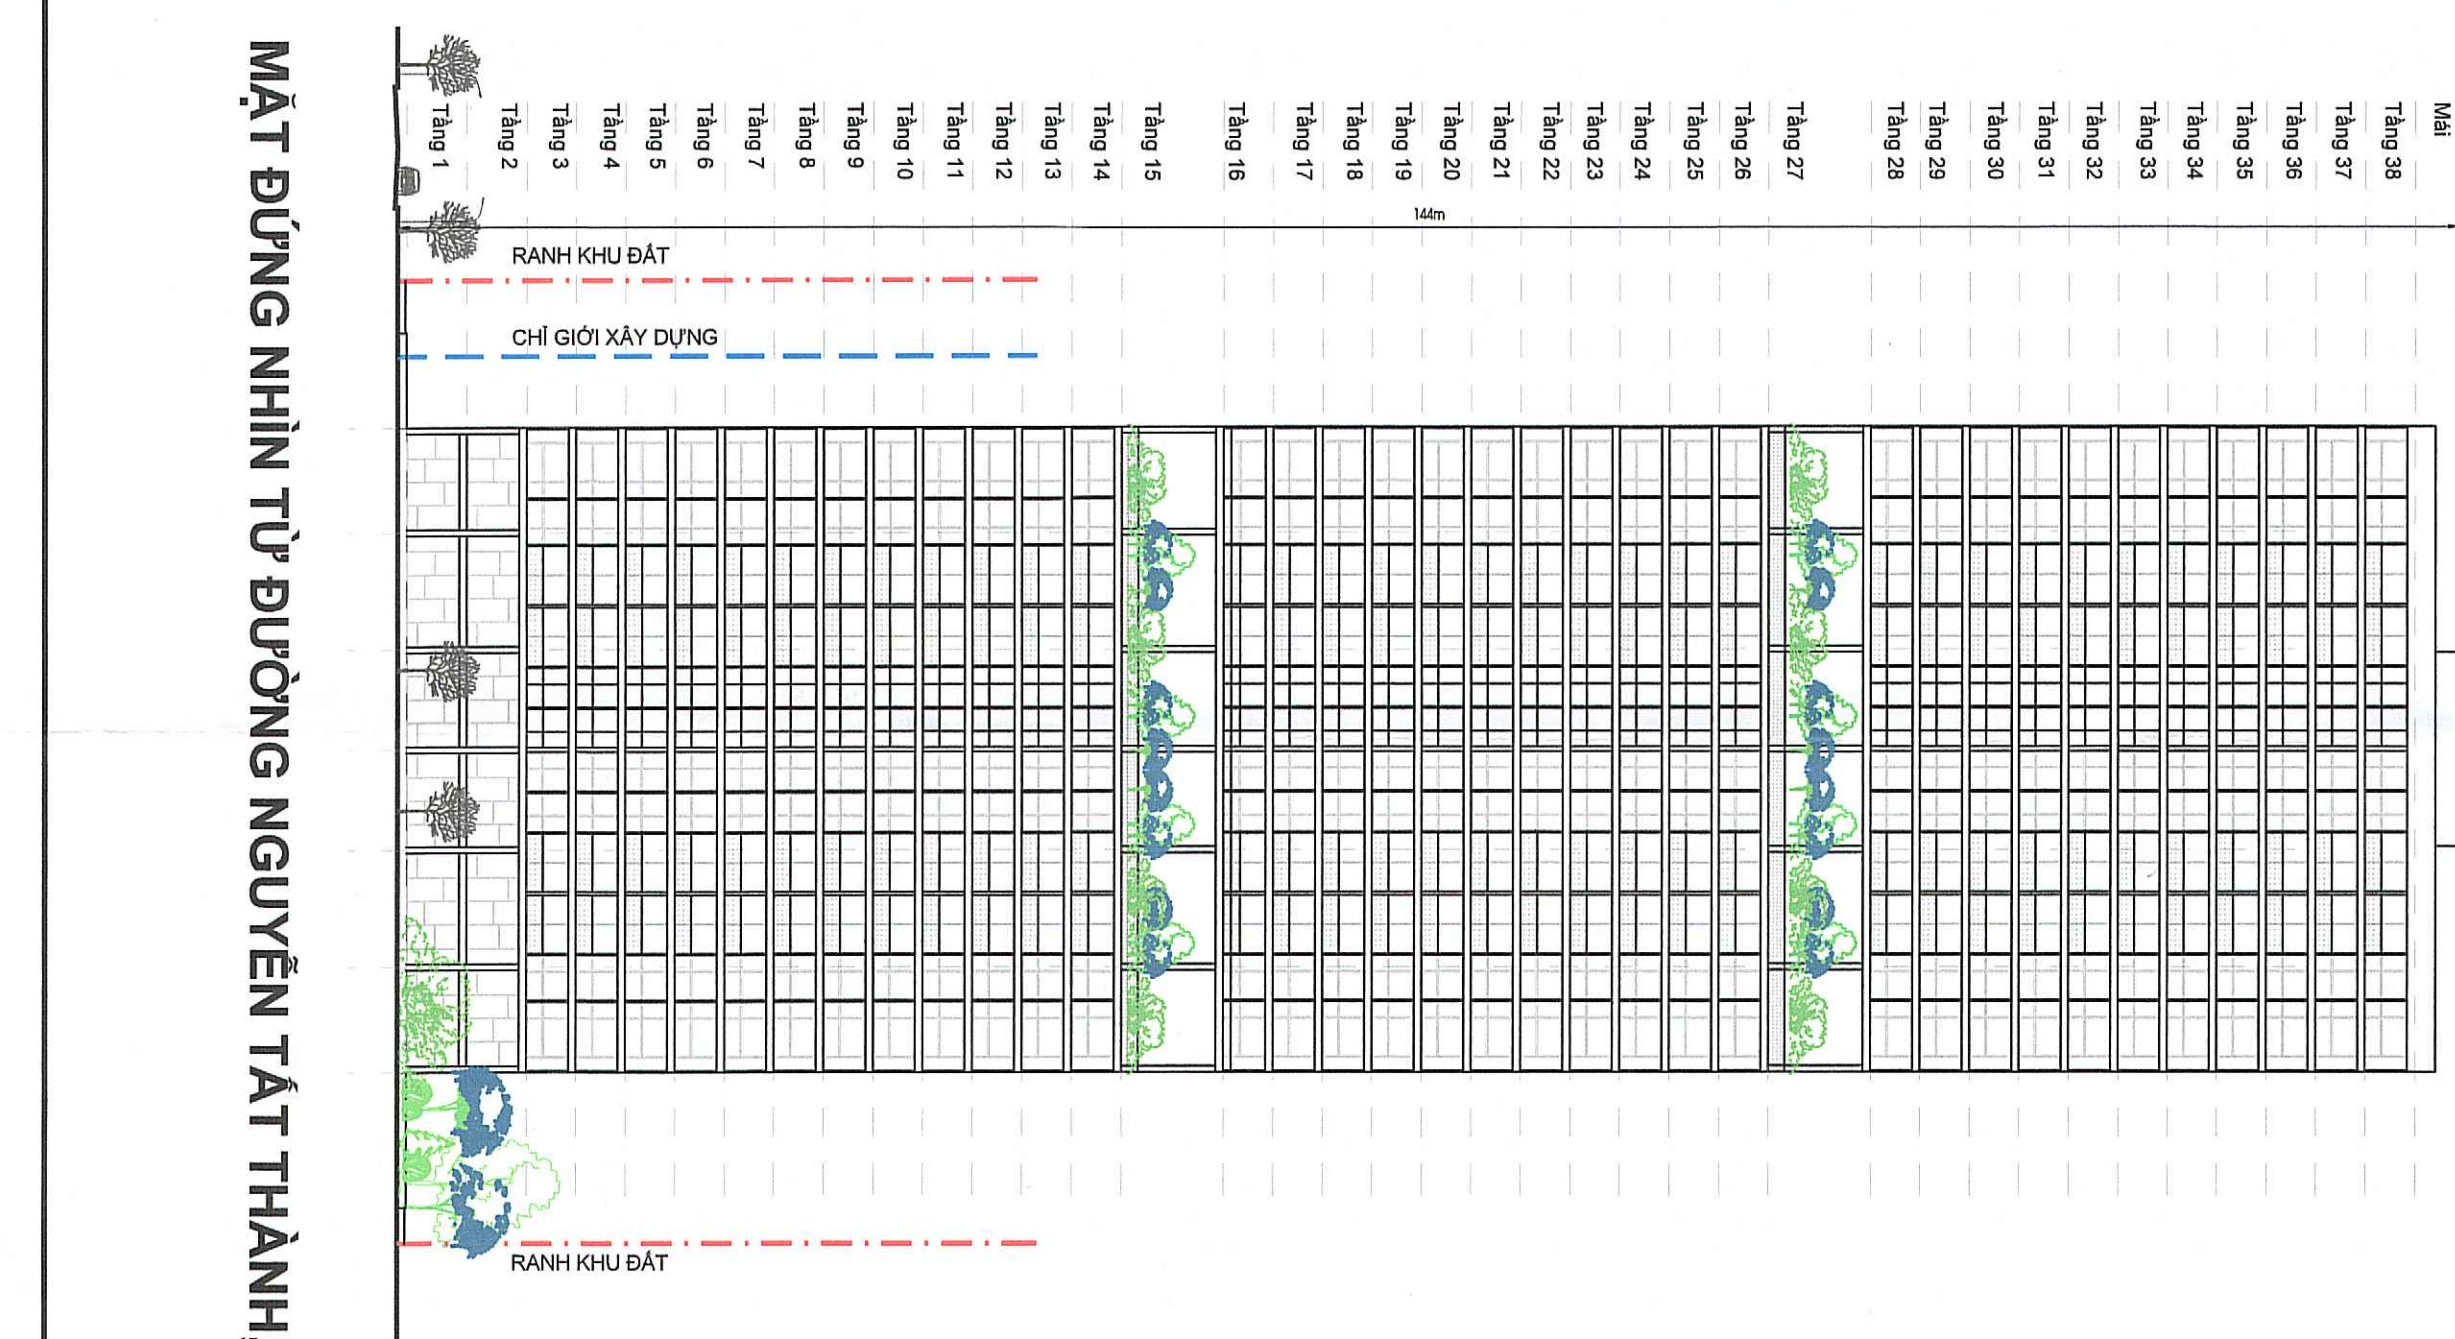 MẶT ĐỨNG NHÌN TỪ ĐƯỜNG NGUYỄN TẤT THÀNH
Tầng 1
Tầng 2
Tầng 3
Tầng 4
Tầng 5
Tầng 6
Tầng 7
Tầng 8
Tầng 9
Tầng 10
Tầng 11
Tầng 12
Tầng 13
Tầng 14
Tầng 15
Tầng 16
Tầng 17
Tầng 18
Tầng 19
Tầng 20
Tầng 21
Tầng 22
Tầng 23
Tầng 24
Tầng 25
Tầng 26
Tầng 27
Tầng 28
Tầng 29
Tầng 30
Tầng 31
Tầng 32
Tầng 33
Tầng 34
Tầng 35
Tầng 36
Tầng 37
Tầng 38
Mái
144m
RANH KHU ĐẤT
CHỈ GIỚI XÂY DỰNG
RANH KHU ĐẤT